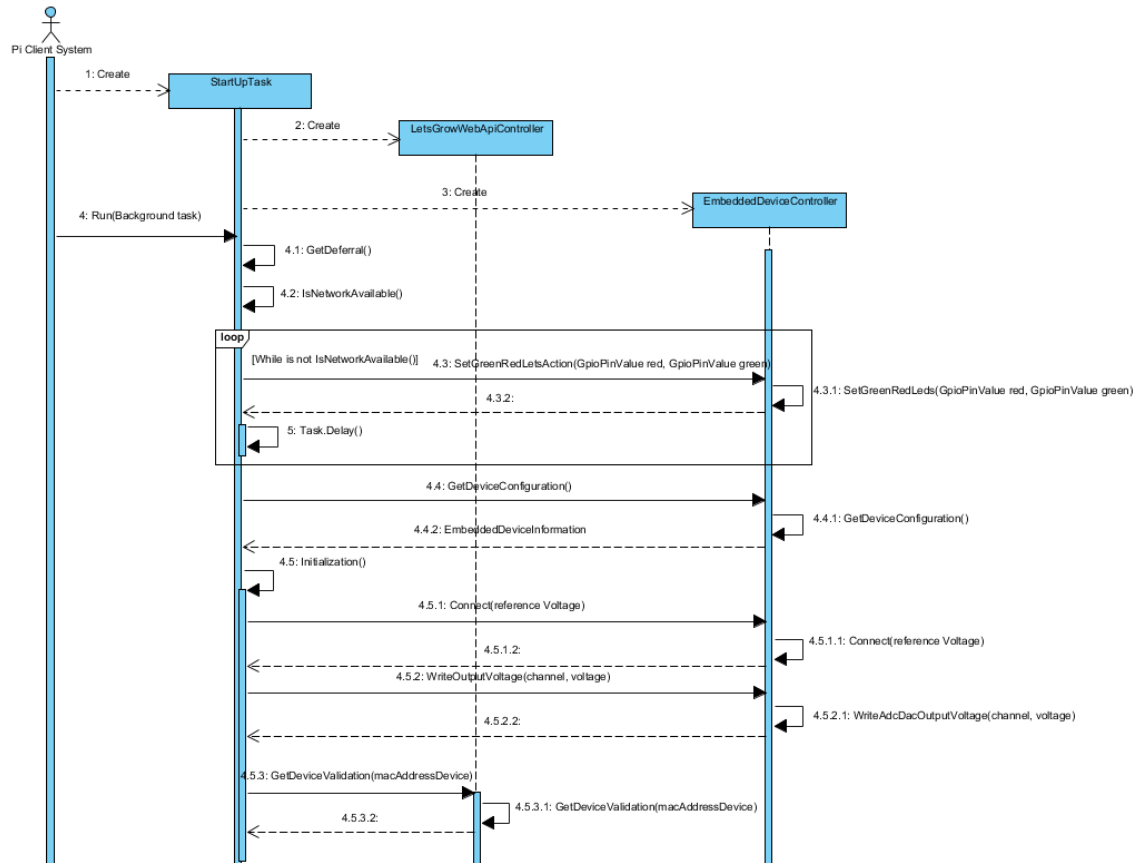 Pi Client System
1: Create
StartUpTask
2: Create
LetsGrowWebApiController
3: Create
EmbeddedDeviceController
4: Run(Background task)
4.1: GetDeferral()
4.2: IsNetworkAvailable()
loop
[While is not IsNetworkAvailable()]
4.3: SetGreenRedLetsAction(GpioPinValue red, GpioPinValue green)
4.3.1: SetGreenRedLeds(GpioPinValue red, GpioPinValue green)
4.3.2:
5: Task.Delay()
4.4: GetDeviceConfiguration()
4.4.1: GetDeviceConfiguration()
4.4.2: EmbeddedDeviceInformation
4.5: Initialization()
4.5.1: Connect(reference Voltage)
4.5.1.1: Connect(reference Voltage)
4.5.1.2:
4.5.2: WriteOutputVoltage(channel, voltage)
4.5.2.1: WriteAdcDacOutputVoltage(channel, voltage)
4.5.2.2:
4.5.3: GetDeviceValidation(macAddressDevice)
4.5.3.1: GetDeviceValidation(macAddressDevice)
4.5.3.2: